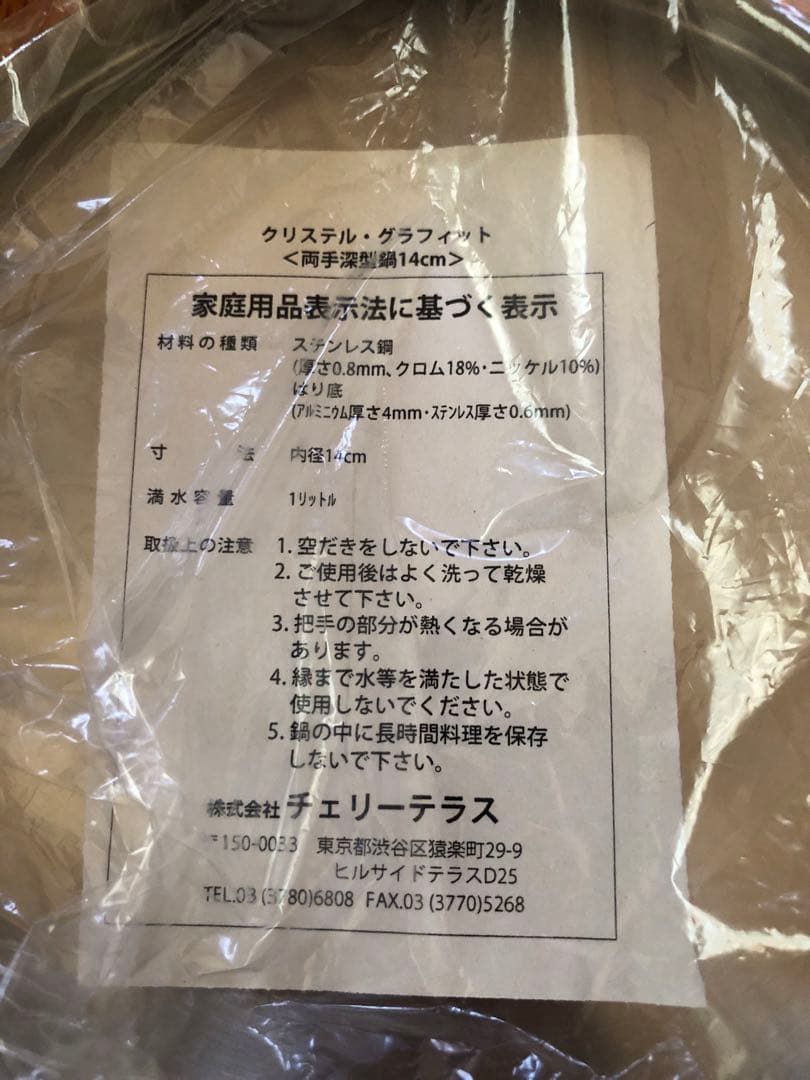 クリステル・グラフィット
<両手深型鍋14cm>
家庭用品表示法に基づく表示
材料の種類 ステンレス鋼
(厚さ0.8mm、クロム18%・ニッケル10%)
はり底
(アルミニウム厚さ4mm・ステンレス厚さ0.6mm)
寸法 内径14cm
満水容量 1リットル
取扱上の注意 1. 空だきをしないで下さい。
2. ご使用後はよく洗って乾燥
させて下さい。
3. 把手の部分が熱くなる場合が
あります。
4. 縁まで水等を満たした状態で
使用しないでください。
5. 鍋の中に長時間料理を保存
しないで下さい。
株式会社 チェリーテラス
〒150-0033 東京都渋谷区猿楽町29-9
ヒルサイドテラスD25
TEL.03 (3780)6808 FAX.03 (3770)5268